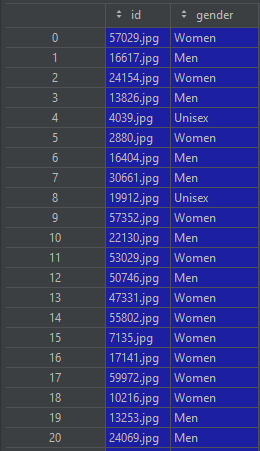 id gender
0 57029.jpg Women
1 16617.jpg Men
2 24154.jpg Women
3 13826.jpg Men
4 4039.jpg Unisex
5 2880.jpg Women
6 16404.jpg Men
7 30661.jpg Men
8 19912.jpg Unisex
9 57352.jpg Women
10 22130.jpg Men
11 53029.jpg Women
12 50746.jpg Men
13 47331.jpg Women
14 55802.jpg Women
15 7135.jpg Women
16 17141.jpg Women
17 59972.jpg Women
18 10216.jpg Women
19 13253.jpg Men
20 24069.jpg Men